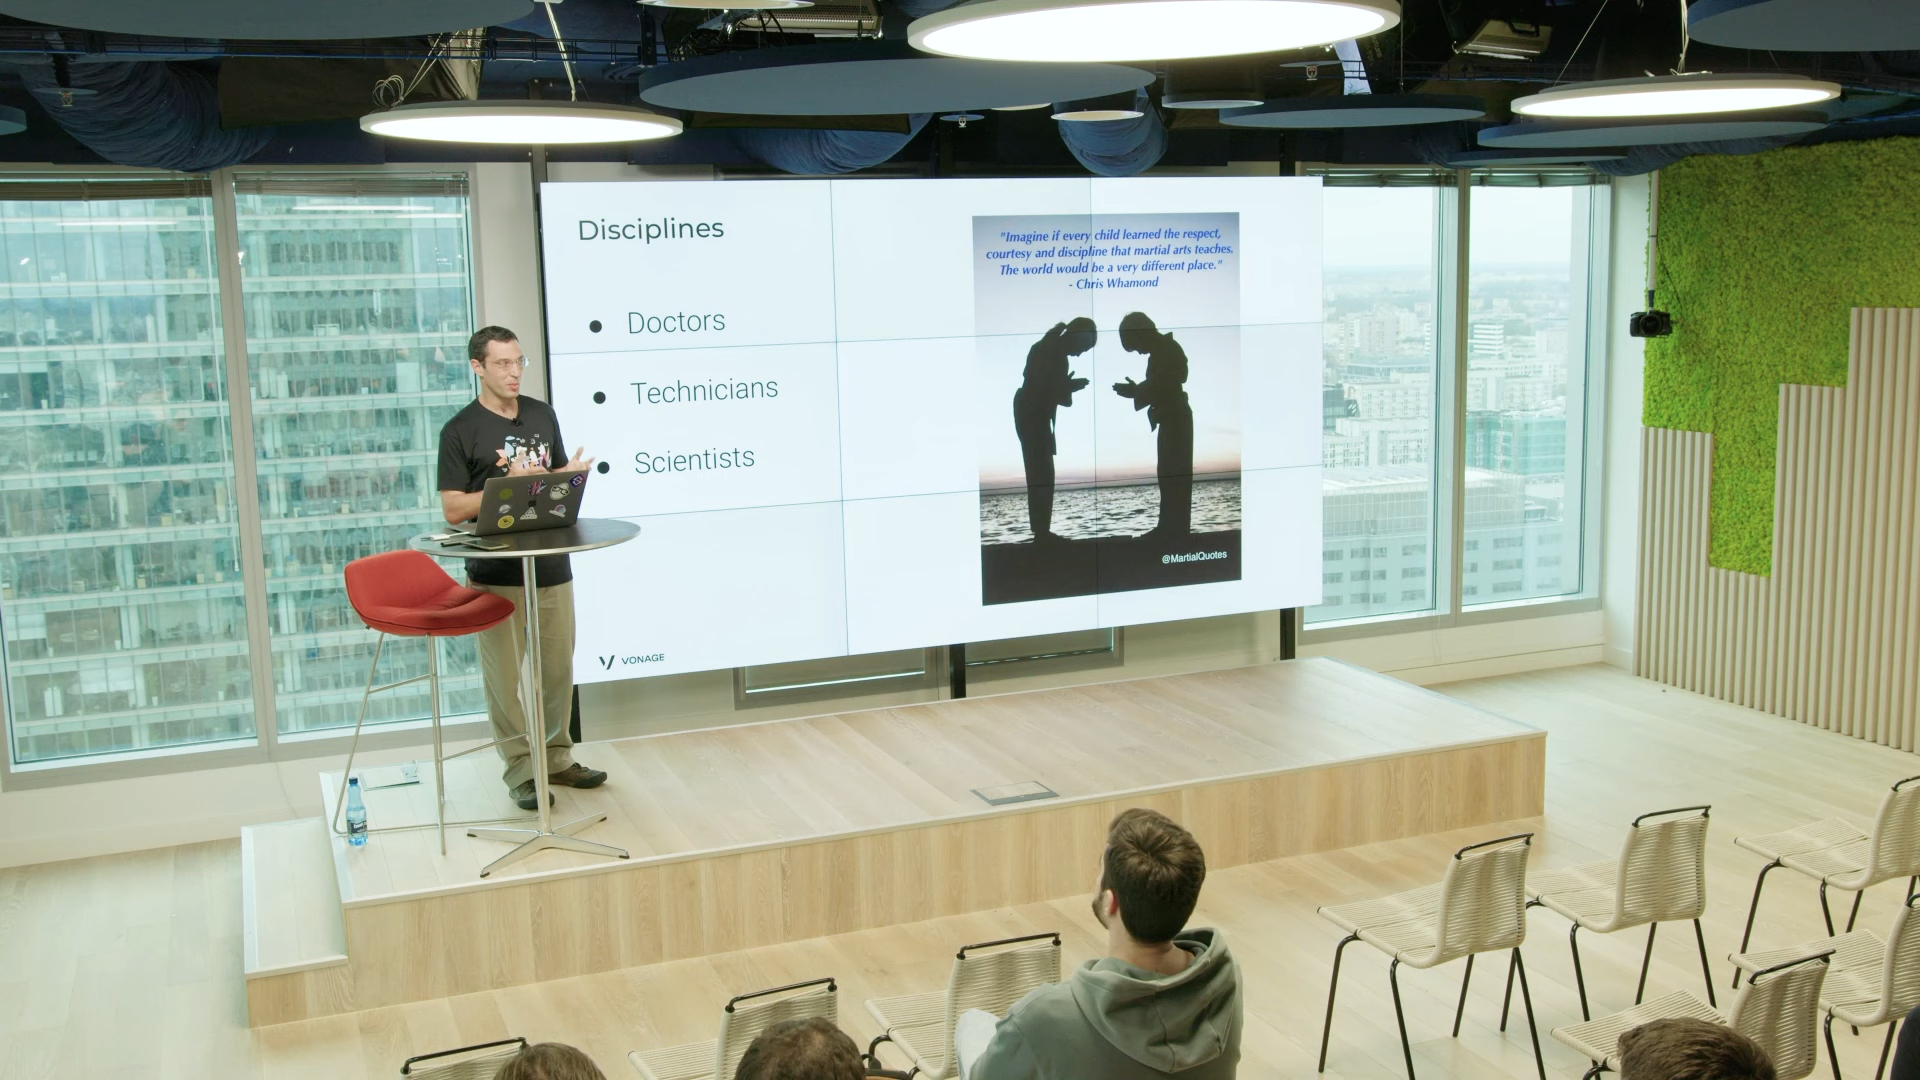 Disciplines
Doctors
Technicians
Scientists
"Imagine if every child learned the respect,
courtesy and discipline that martial arts teaches.
The world would be a very different place."
- Chris Whamond
@MartialQuotes
VONAGE